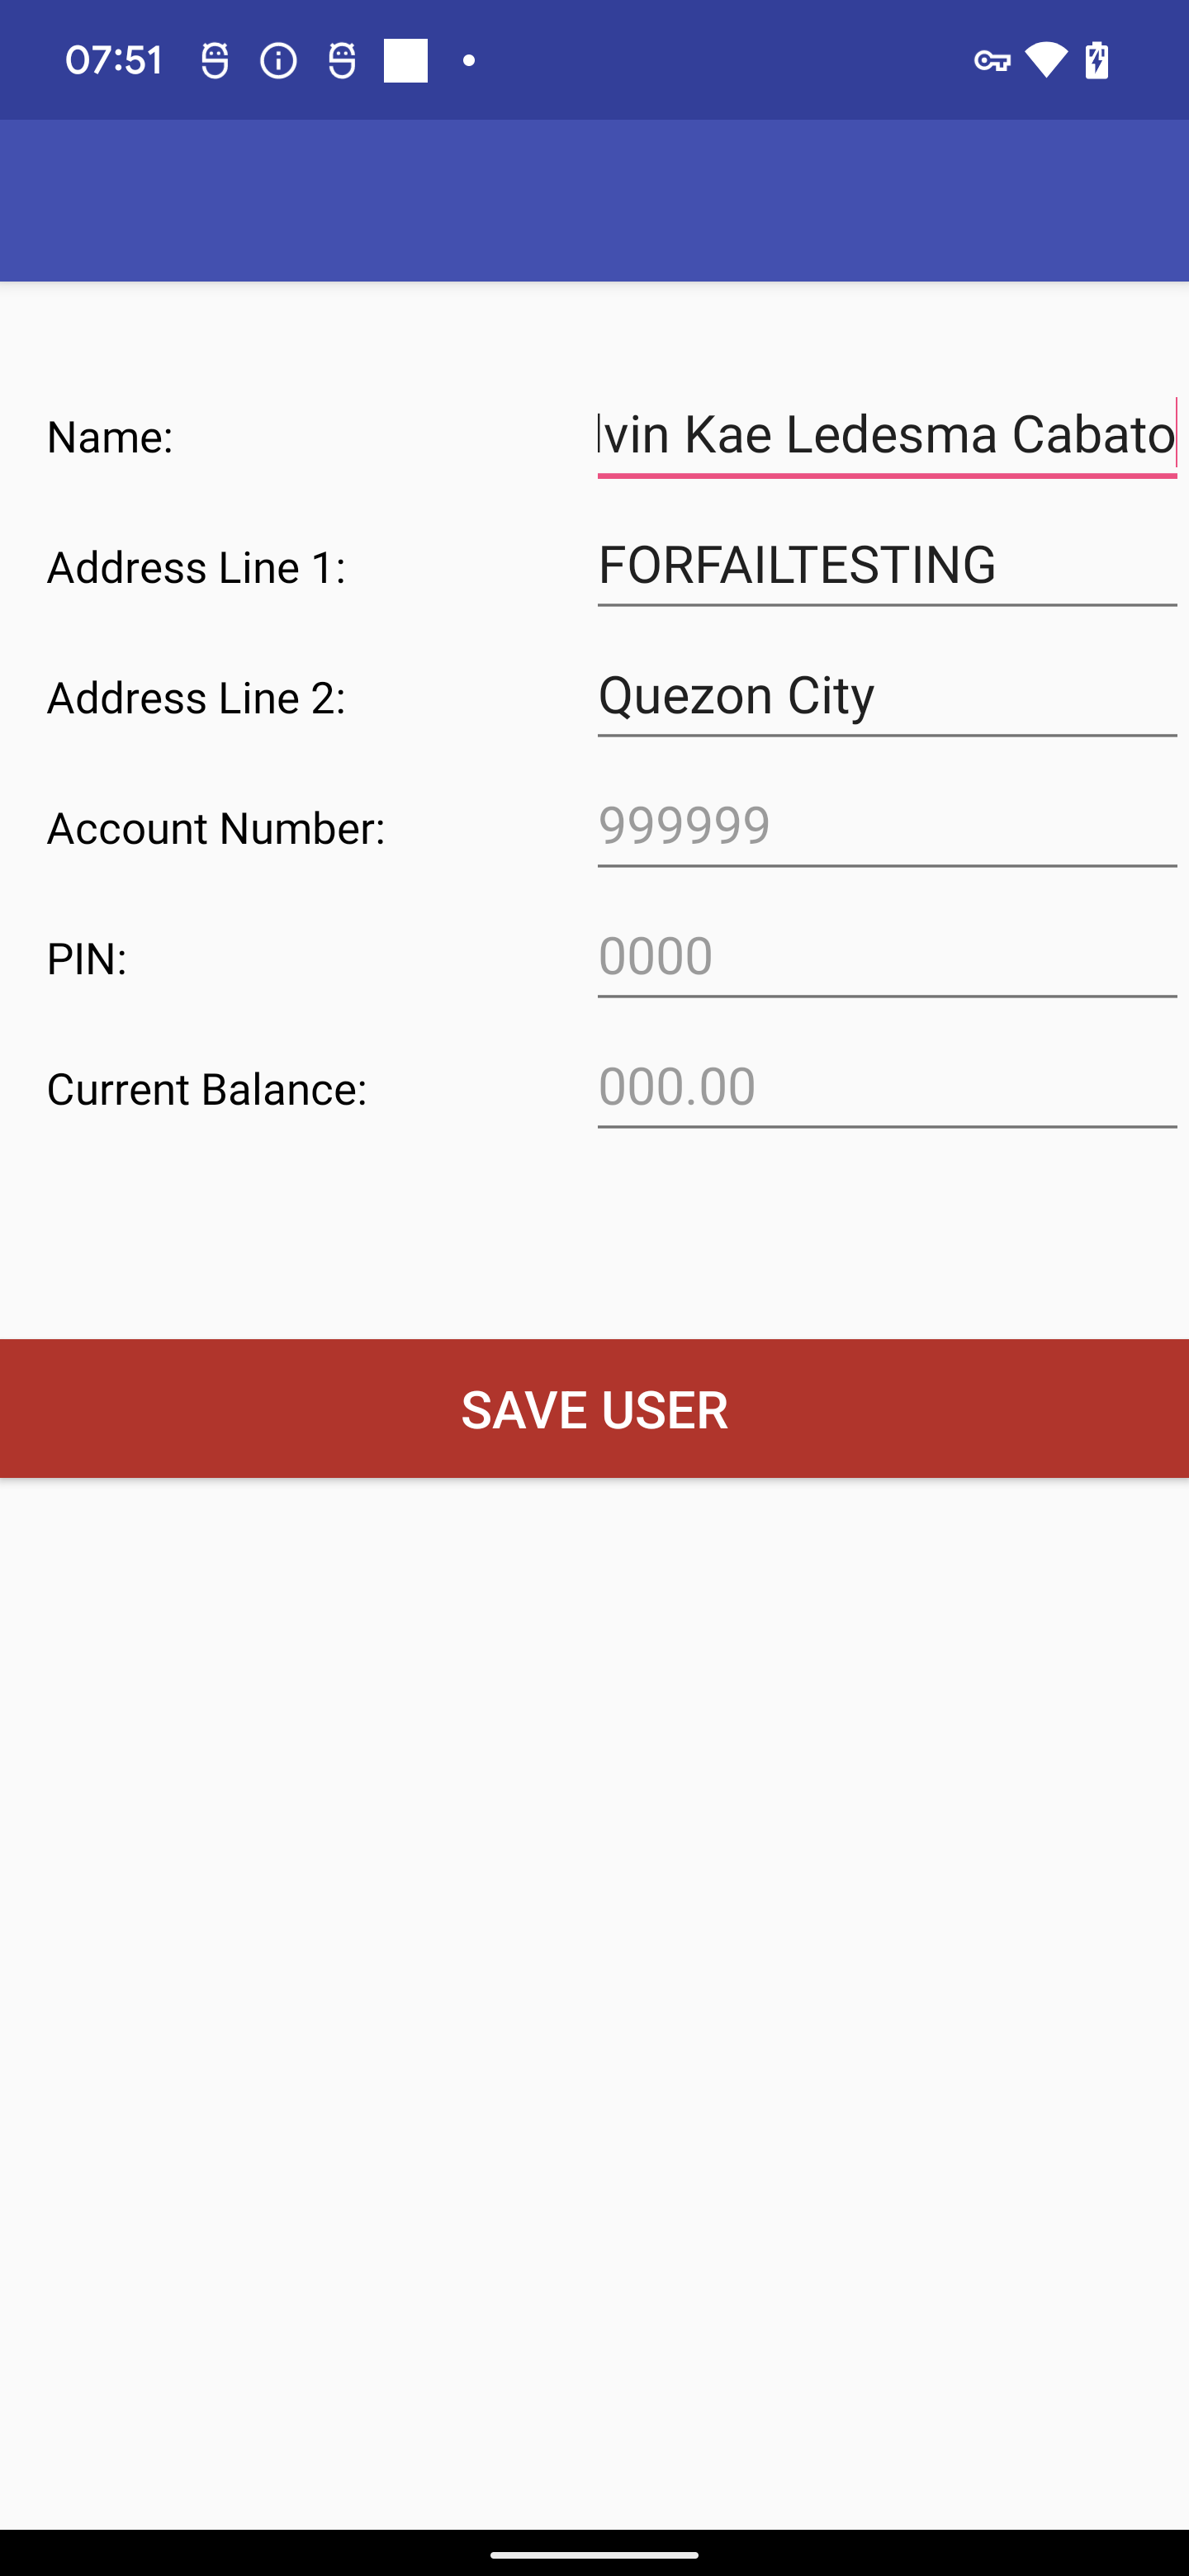 07:51
Name: lvin Kae Ledesma Cabato
Address Line 1: FORFAILTESTING
Address Line 2: Quezon City
Account Number: 999999
PIN: 0000
Current Balance: 000.00
SAVE USER